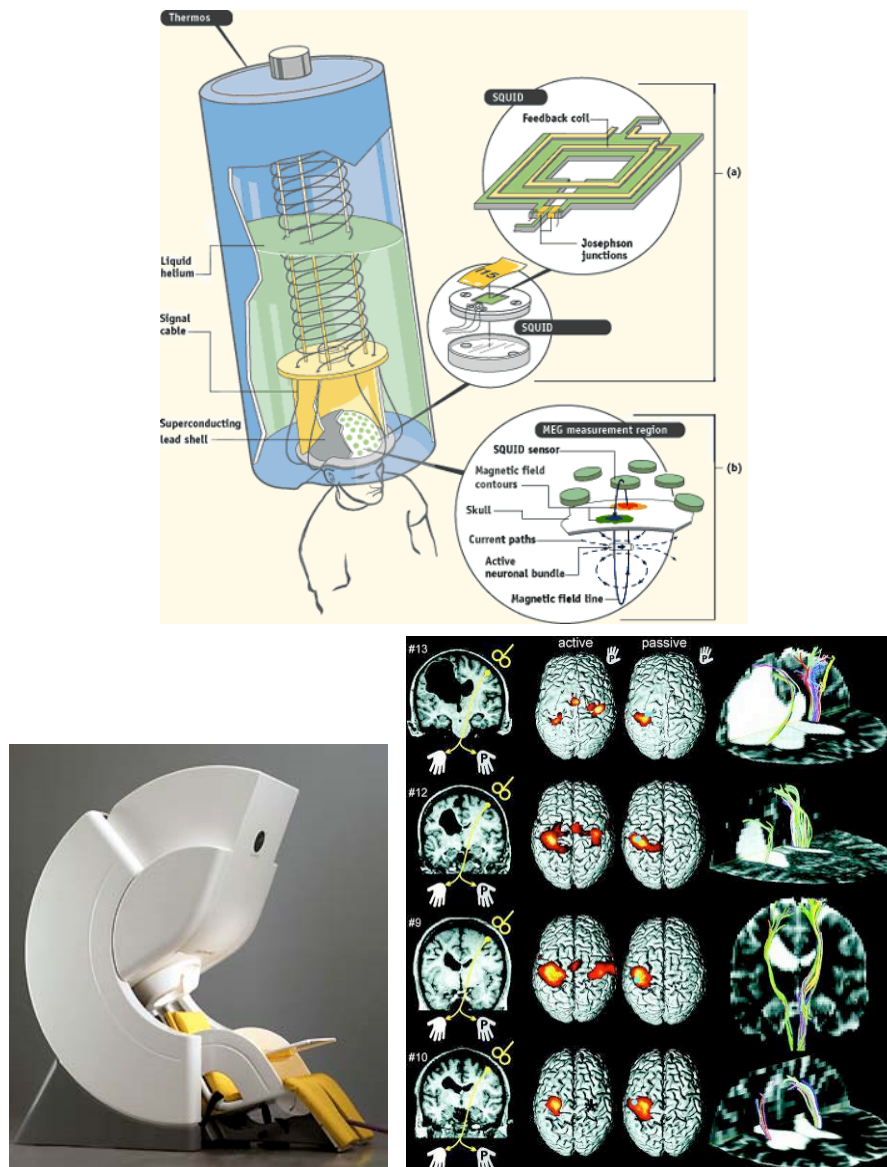 Thermos
SQUID
Feedback coil
(a)
Josephson
junctions
Liquid
helium
115
Signal
cable
SQUID
Superconducting
lead shell
MEG measurement region
SQUID sensor
(b)
Magnetic field
contours
Skull
Current paths
Active
neuronal bundle
Magnetic field line
#13
active
passive
P
P
P
#12
P
#9
P
#10
P